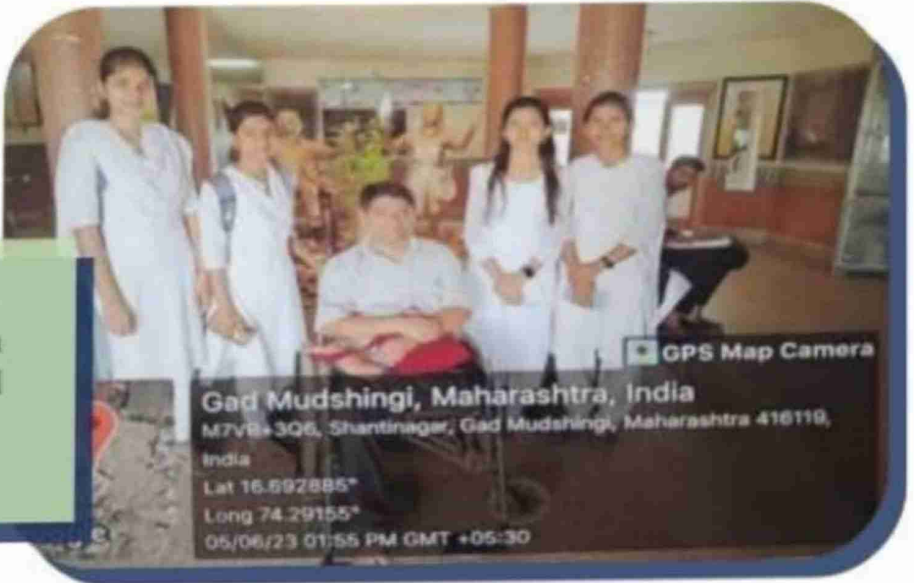 GPS Map Camera
Gad Mudshingi, Maharashtra, India
M7VR+3Q6, Shantinagar, Gad Mudshingi, Maharashtra 416119,
India
Lat 16.692885°
Long 74.29155°
05/06/23 01:55 PM GMT +05:30